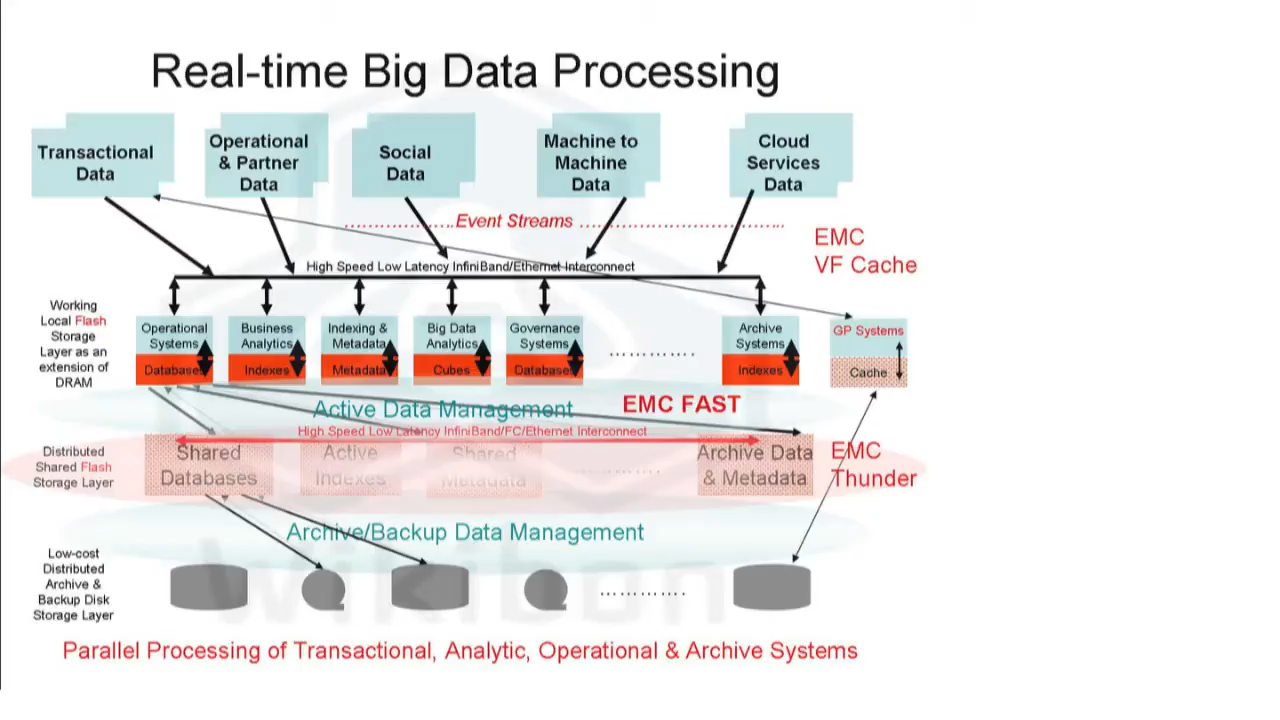 Real-time Big Data Processing
Transactional
Data
Operational
& Partner
Data
Social
Data
Machine to
Machine
Data
Cloud
Services
Data
Event Streams
EMC
VF Cache
High Speed Low Latency InfiniBand/Ethernet Interconnect
Working
Local Flash
Storage
Layer as an
extension of
DRAM
Operational
Systems
Databases
Business
Analytics
Indexes
Indexing &
Metadata
Metadata
Big Data
Analytics
Cubes
Governance
Systems
Databases
Archive
Systems
Indexes
GP Systems
Cache
Active Data Management
EMC FAST
High Speed Low Latency InfiniBand/FC/Ethernet Interconnect
Distributed
Shared Flash
Storage Layer
Shared
Databases
Active
Indexes
Shared
Metadata
Archive Data
& Metadata
EMC
Thunder
Archive/Backup Data Management
Low-cost
Distributed
Archive &
Backup Disk
Storage Layer
wikibon
Parallel Processing of Transactional, Analytic, Operational & Archive Systems